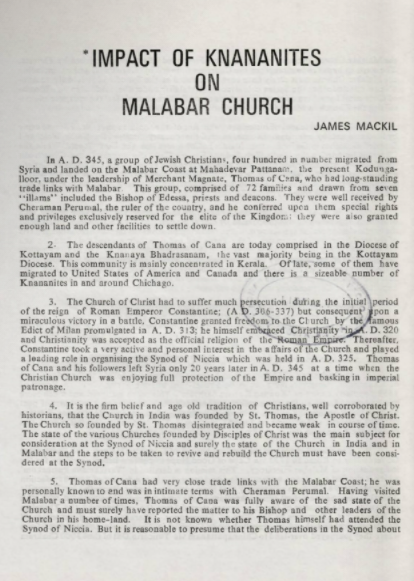 *IMPACT OF KNANANITES
ON
MALABAR CHURCH
JAMES MACKIL
In A. D. 345, a group of Jewish Christians, four hundred in number migrated from
Syria and landed on the Malabar Coast at Mahadevar Pattanam, the present Kodunga-
lloor, under the leadership of Merchant Magnate, Thomas of Cana, who had long-standing
trade links with Malabar. This group, comprised of 72 families and drawn from seven
"illams" included the Bishop of Edessa, priests and deacons. They were well received by
Cheraman Perumal, the ruler of the country, and he conferred upon them special rights
and privileges exclusively reserved for the elite of the Kingdom; they were also granted
enough land and other facilities to settle down.
2. The descendants of Thomas of Cana are today comprised in the Diocese of
Kottayam and the Knanaya Bhadrasanam, the vast majority being in the Kottayam
Diocese. This community is mainly concentrated in Kerala. Of late, some of them have
migrated to United States of America and Canada and there is a sizeable number of
Knananites in and around Chicago.
3. The Church of Christ had to suffer much persecution during the initial period
of the reign of Roman Emperor Constantine; (A.D. 306-337) but consequent upon a
miraculous victory in a battle, Constantine granted freedom to the Church by the famous
Edict of Milan promulgated in A. D. 313; he himself embraced Christianity in A. D. 320
and Christianity was accepted as the official religion of the Roman Empire. Thereafter,
Constantine took a very active and personal interest in the affairs of the Church and played
a leading role in organising the Synod of Niccia which was held in A. D. 325. Thomas
of Cana and his followers left Syria only 20 years later in A. D. 345 at a time when the
Christian Church was enjoying full protection of the Empire and basking in imperial
patronage.
4. It is the firm belief and age old tradition of Christians, well corroborated by
historians, that the Church in India was founded by St. Thomas, the Apostle of Christ.
The Church so founded by St. Thomas disintegrated and became weak in course of time.
The state of the various Churches founded by Disciples of Christ was the main subject for
consideration at the Synod of Niccia and surely the state of the Church in India and in
Malabar and the steps to be taken to revive and rebuild the Church must have been consi-
dered at the Synod.
5. Thomas of Cana had very close trade links with the Malabar Coast; he was
personally known to and was in intimate terms with Cheraman Perumal. Having visited
Malabar a number of times, Thomas of Cana was fully aware of the sad state of the
Church and must surely have reported the matter to his Bishop and other leaders of the
Church in his home-land. It is not known whether Thomas himself had attended the
Synod of Niccia. But it is reasonable to presume that the deliberations in the Synod about